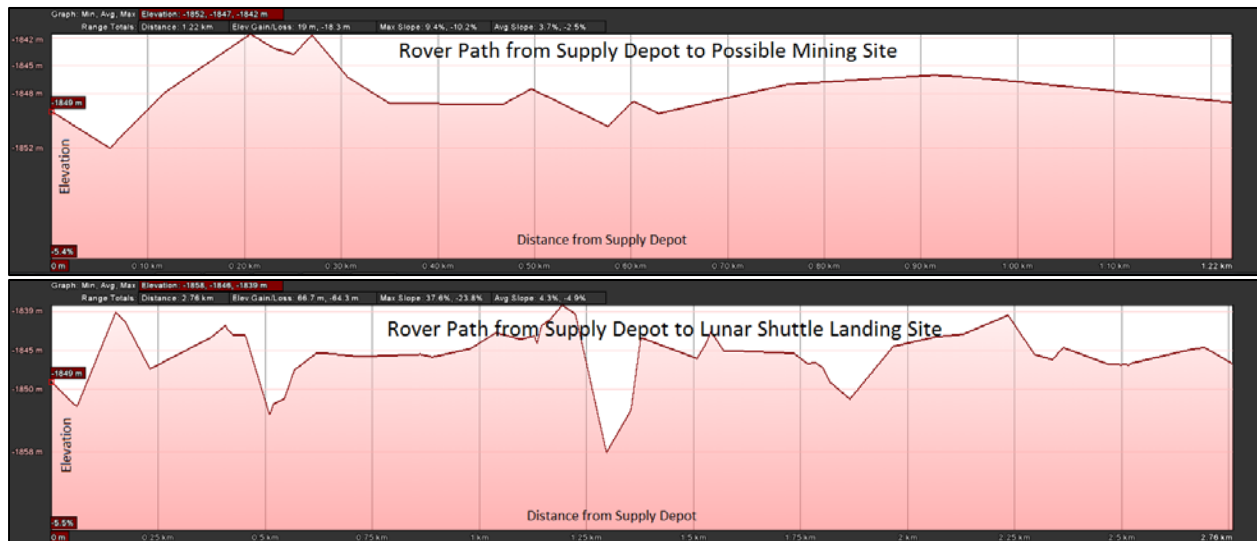 Graph: Min, Avg, Max Elevation: -1852, -1847, -1842 m
Range Totals: Distance: 1.22 km Elev Gain/Loss: 19 m, -18.3 m Max Slope: 9.4%, -10.2% Avg Slope: 3.7%, -2.5%
Rover Path from Supply Depot to Possible Mining Site
-1842 m
-1845 m
-1848 m
-1849 m
-1852 m
Elevation
Distance from Supply Depot
-5.4%
0 m 0.10 km 0.20 km 0.30 km 0.40 km 0.50 km 0.60 km 0.70 km 0.80 km 0.90 km 1.00 km 1.10 km 1.22 km
Graph: Min, Avg, Max Elevation: -1858, -1846, -1839 m
Range Totals: Distance: 2.76 km Elev Gain/Loss: 66.7 m, -64.3 m Max Slope: 37.6%, -23.8% Avg Slope: 4.3%, -4.9%
Rover Path from Supply Depot to Lunar Shuttle Landing Site
-1839 m
-1845 m
-1849 m
-1850 m
-1858 m
Elevation
Distance from Supply Depot
-5.5%
0 m 0.25 km 0.5 km 0.75 km 1 km 1.25 km 1.5 km 1.75 km 2 km 2.25 km 2.5 km 2.76 km